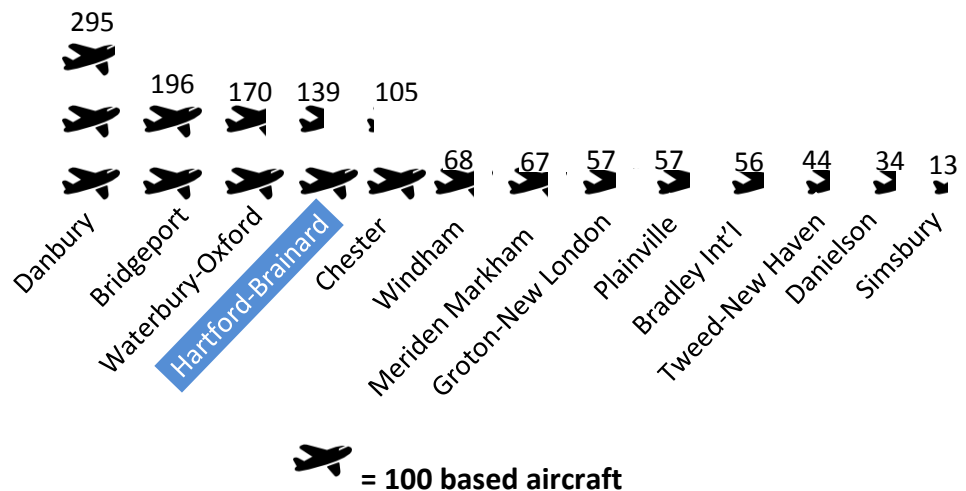 295
196
170
139
105
68
67
57
57
56
44
34
13
Danbury
Bridgeport
Waterbury-Oxford
Hartford-Brainard
Chester
Windham
Meriden Markham
Groton-New London
Plainville
Bradley Int’l
Tweed-New Haven
Danielson
Simsbury
= 100 based aircraft